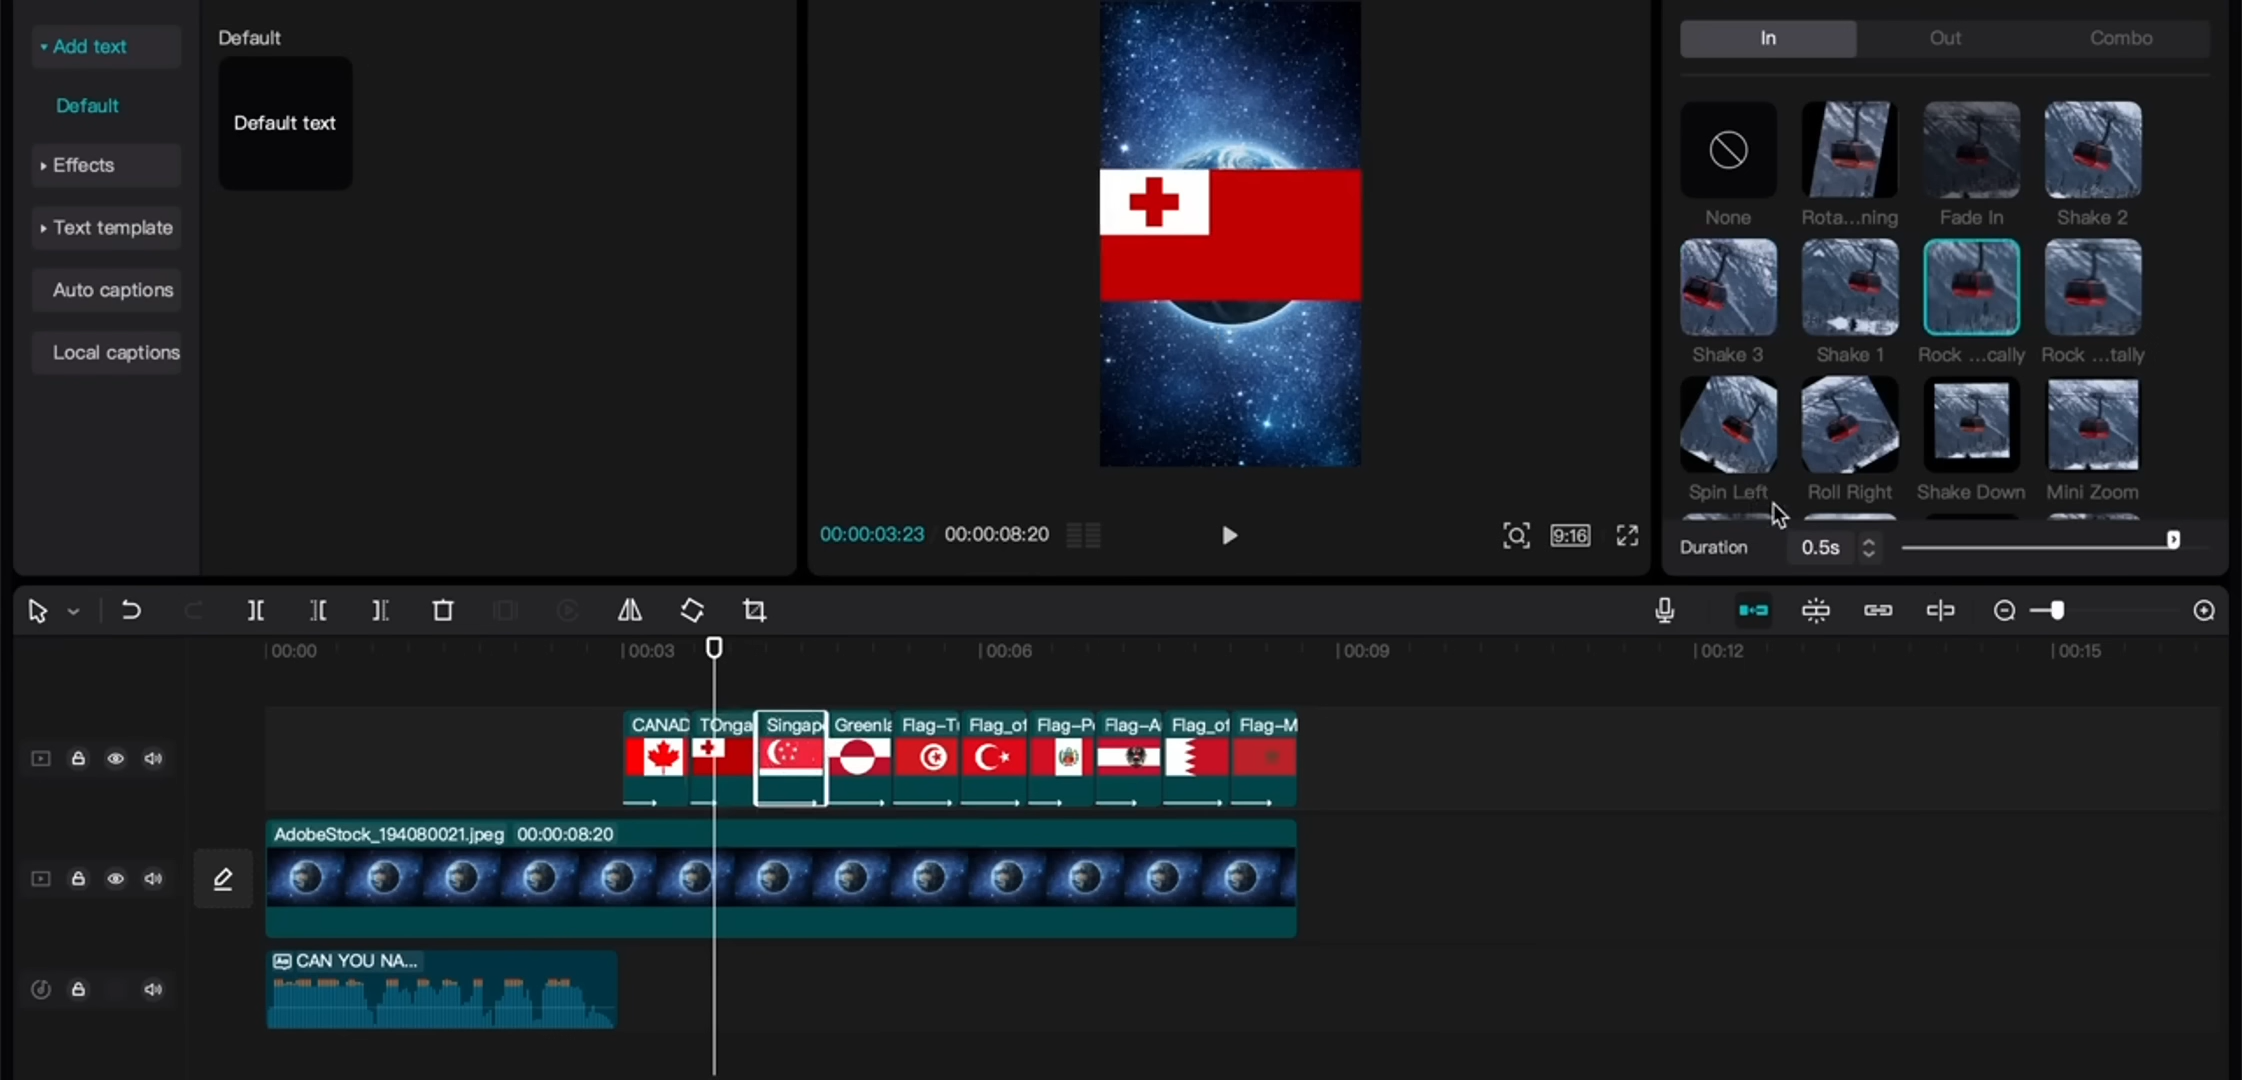 Add text
Default
Effects
Text template
Auto captions
Local captions
Default
Default text
00:00:03:23 00:00:08:20
9:16
In Out Combo
None Rota...ning Fade In Shake 2
Shake 3 Shake 1 Rock ...cally Rock ...tally
Spin Left Roll Right Shake Down Mini Zoom
Duration 0.5s
00:00 00:03 00:06 00:09 00:12 00:15
CANAD TOnga Singap Greenla Flag-Tu Flag_of Flag-Pe Flag-A Flag_of Flag-M
AdobeStock_194080021.jpeg 00:00:08:20
CAN YOU NA...